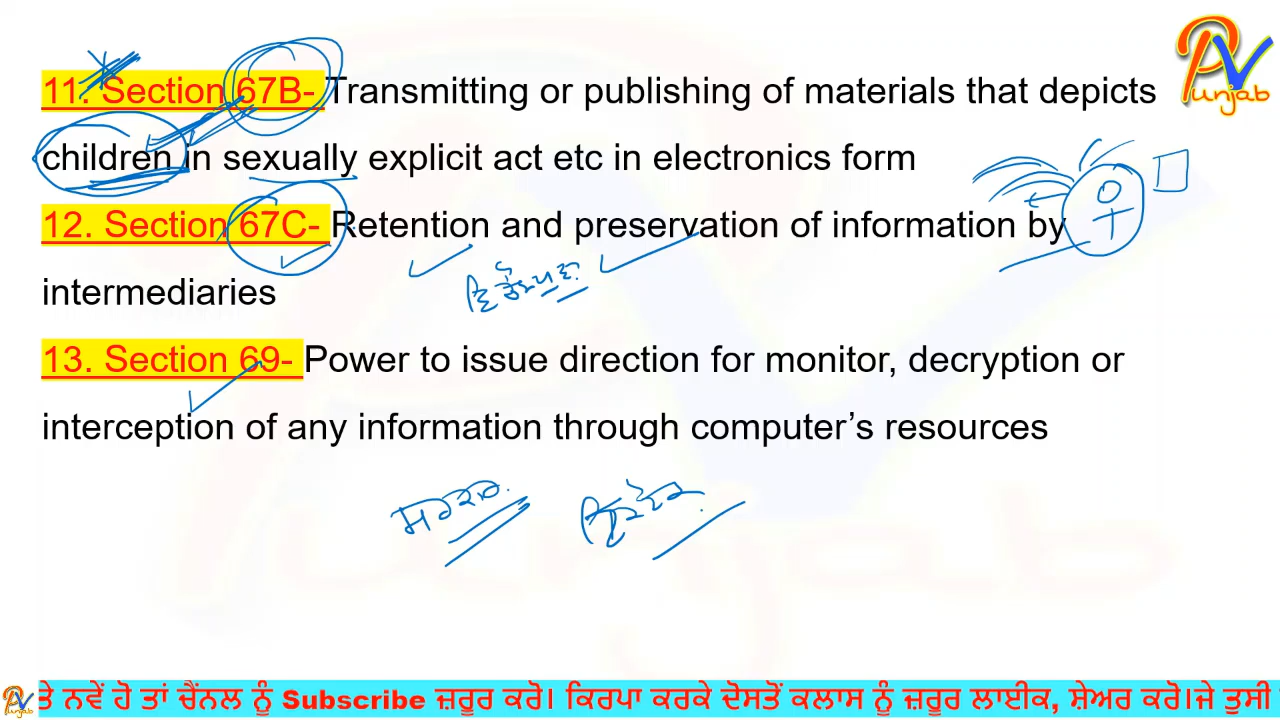 11. Section 67B- Transmitting or publishing of materials that depicts
children in sexually explicit act etc in electronics form
12. Section 67C- Retention and preservation of information by
intermediaries
13. Section 69- Power to issue direction for monitor, decryption or
interception of any information through computer’s resources
ਸਰਕਾਰ
ਤੇ ਨਵੇਂ ਹੋ ਤਾਂ ਚੈਂਨਲ ਨੂੰ Subscribe ਜ਼ਰੂਰ ਕਰੋ। ਕਿਰਪਾ ਕਰਕੇ ਦੋਸਤੋਂ ਕਲਾਸ ਨੂੰ ਜ਼ਰੂਰ ਲਾਈਕ, ਸ਼ੇਅਰ ਕਰੋ।ਜੇ ਤੁਸੀ
PV
unjab